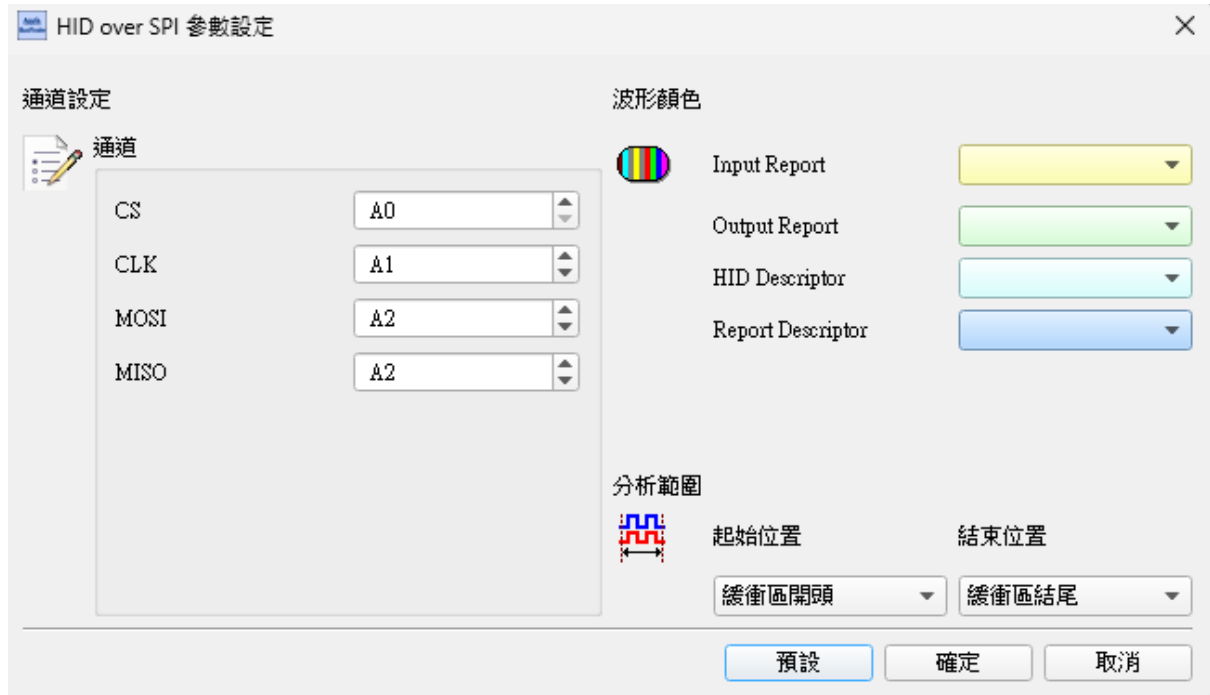 HID over SPI 參數設定
通道設定
通道
CS A0
CLK A1
MOSI A2
MISO A2
波形顏色
Input Report
Output Report
HID Descriptor
Report Descriptor
分析範圍
起始位置 結束位置
緩衝區開頭 緩衝區結尾
預設 確定 取消